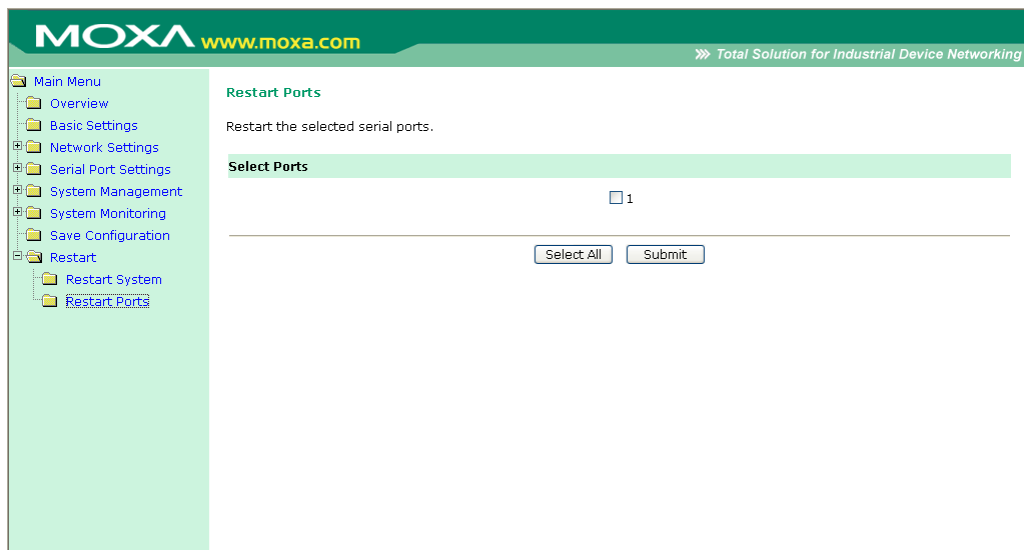 MOXA www.moxa.com
Total Solution for Industrial Device Networking
Main Menu
Overview
Basic Settings
Network Settings
Serial Port Settings
System Management
System Monitoring
Save Configuration
Restart
Restart System
Restart Ports
Restart Ports
Restart the selected serial ports.
Select Ports
1
Select All Submit